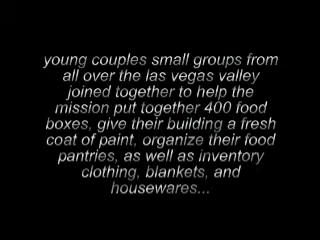 young couples small groups from
all over the las vegas valley
joined together to help the
mission put together 400 food
boxes, give their building a fresh
coat of paint, organize their food
pantries, as well as inventory
clothing, blankets, and
housewares...